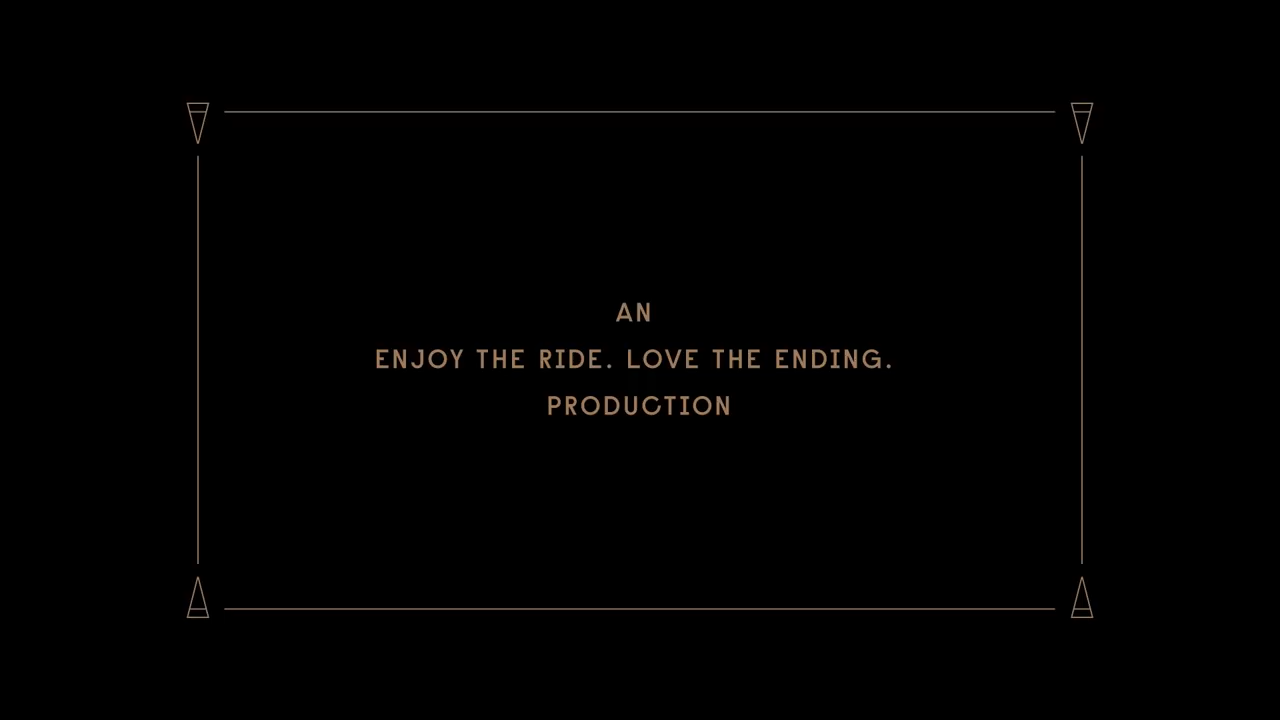 AN
ENJOY THE RIDE. LOVE THE ENDING.
PRODUCTION